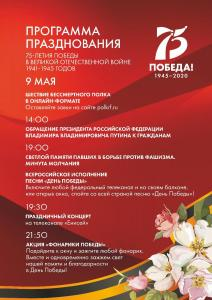 ПРОГРАММА
ПРАЗДНОВАНИЯ
75-ЛЕТИЯ ПОБЕДЫ
В ВЕЛИКОЙ ОТЕЧЕСТВЕННОЙ ВОЙНЕ
1941-1945 ГОДОВ
75
ПОБЕДА!
1945-2020
9 МАЯ
ШЕСТВИЕ БЕССМЕРТНОГО ПОЛКА
В ОНЛАЙН-ФОРМАТЕ
Оставляйте заявки на сайте polkrf.ru
14:00
ОБРАЩЕНИЕ ПРЕЗИДЕНТА РОССИЙСКОЙ ФЕДЕРАЦИИ
ВЛАДИМИРА ВЛАДИМИРОВИЧА ПУТИНА К ГРАЖДАНАМ
19:00
СВЕТЛОЙ ПАМЯТИ ПАВШИХ В БОРЬБЕ ПРОТИВ ФАШИЗМА.
МИНУТА МОЛЧАНИЯ
ВСЕРОССИЙСКОЕ ИСПОЛНЕНИЕ
ПЕСНИ «ДЕНЬ ПОБЕДЫ»
Включите любой федеральный телеканал и на своем балконе,
или открыв окно, спойте со всей страной песню «День Победы»!
19:30
ПРАЗДНИЧНЫЙ КОНЦЕРТ
на телеканале «Енисей»
21:50
АКЦИЯ «ФОНАРИКИ ПОБЕДЫ»
Подойдите к окну и зажгите любой фонарик.
Вместе и одновременно зажжем свет
нашей памяти и благодарности
в День Победы!